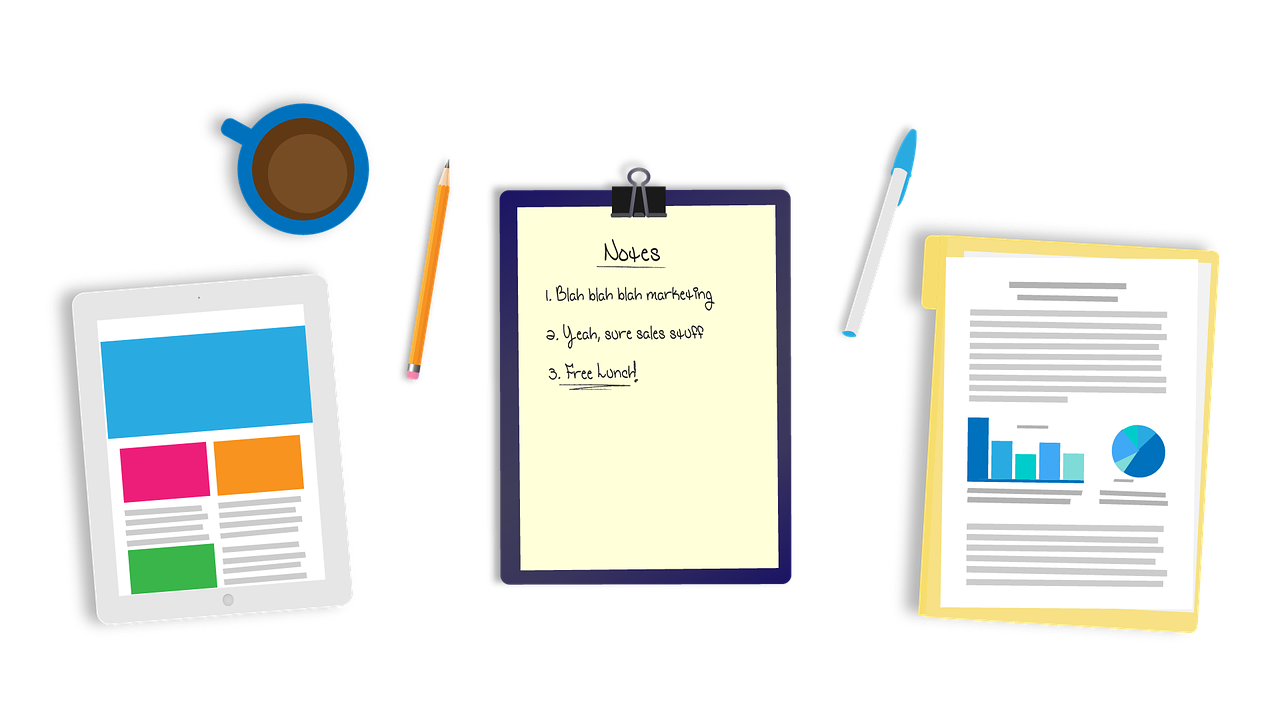 Notes
1. Blah blah blah marketing
2. Yeah, sure sales stuff
3. Free Lunch!